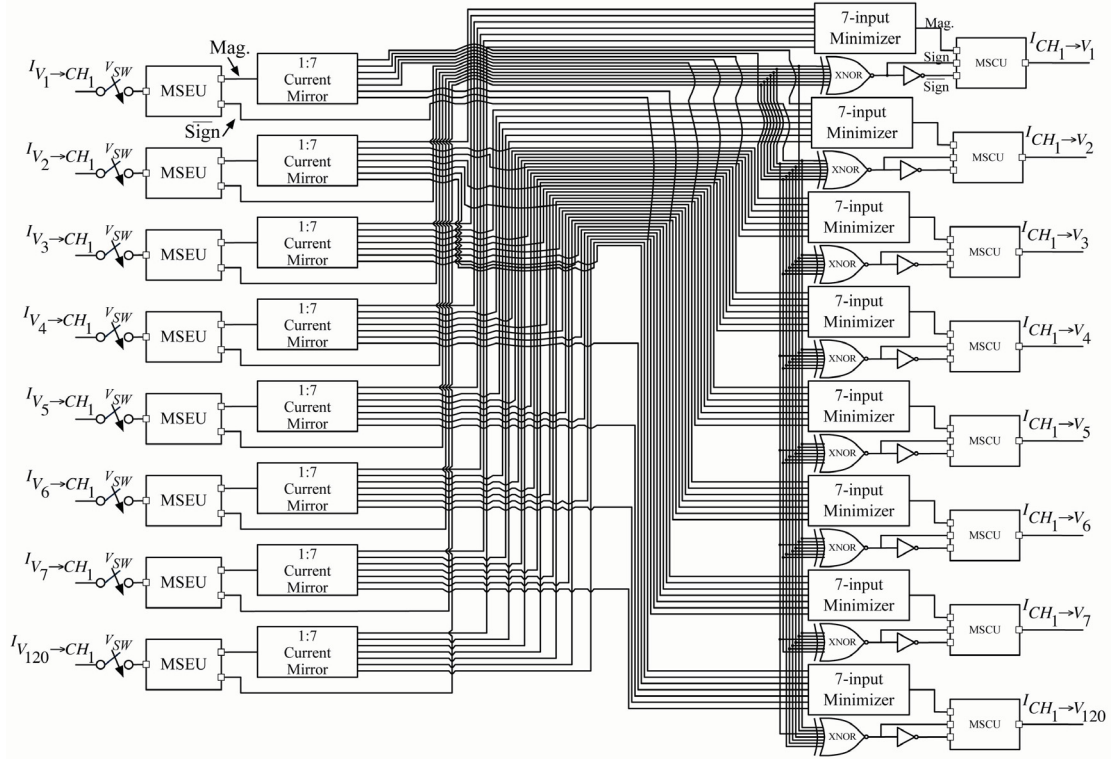 I_{V_1→CH_1} V_{SW} MSEU Mag. Sign
1:7
Current
Mirror
I_{V_2→CH_1} V_{SW} MSEU
1:7
Current
Mirror
I_{V_3→CH_1} V_{SW} MSEU
1:7
Current
Mirror
I_{V_4→CH_1} V_{SW} MSEU
1:7
Current
Mirror
I_{V_5→CH_1} V_{SW} MSEU
1:7
Current
Mirror
I_{V_6→CH_1} V_{SW} MSEU
1:7
Current
Mirror
I_{V_7→CH_1} V_{SW} MSEU
1:7
Current
Mirror
I_{V_{120}→CH_1} V_{SW} MSEU
1:7
Current
Mirror
7-input
Minimizer
Mag.
Sign
XNOR
Sign
MSCU
I_{CH_1→V_1}
7-input
Minimizer
XNOR
MSCU
I_{CH_1→V_2}
7-input
Minimizer
XNOR
MSCU
I_{CH_1→V_3}
7-input
Minimizer
XNOR
MSCU
I_{CH_1→V_4}
7-input
Minimizer
XNOR
MSCU
I_{CH_1→V_5}
7-input
Minimizer
XNOR
MSCU
I_{CH_1→V_6}
7-input
Minimizer
XNOR
MSCU
I_{CH_1→V_7}
7-input
Minimizer
XNOR
MSCU
I_{CH_1→V_{120}}